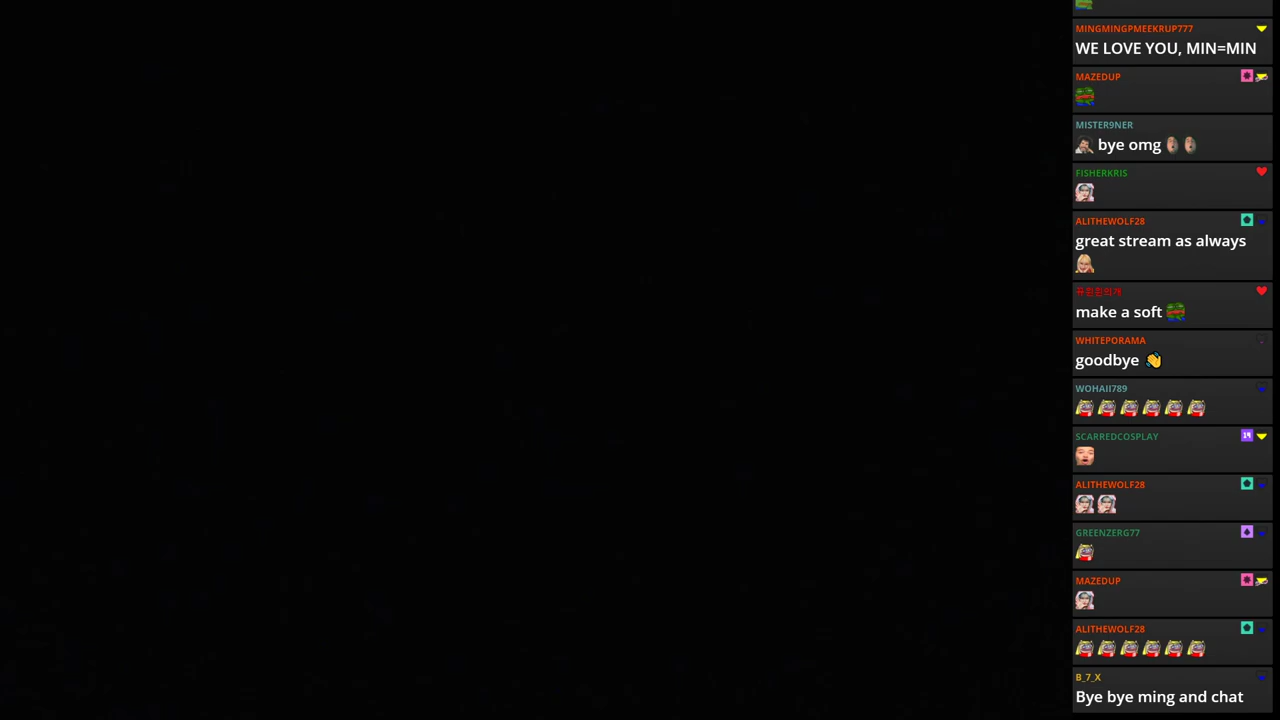 MINGMINGPMEEKRUP777
WE LOVE YOU, MIN=MIN
MAZEDUP
MISTER9NER
bye omg
FISHERKRIS
ALITHEWOLF28
great stream as always
make a soft
WHITEPORAMA
goodbye 👋
WOHAII789
SCARREDCOSPLAY
ALITHEWOLF28
GREENZERG77
MAZEDUP
ALITHEWOLF28
B_7_X
Bye bye ming and chat